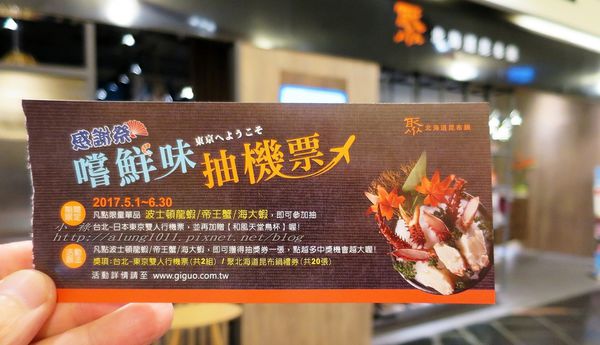 聚 北海道昆布鍋
感謝祭
東京へようこそ
聚 北海道昆布鍋
嚐鮮味抽機票
2017.5.1~6.30
凡點限量單品 波士頓龍蝦/帝王蟹/海大蝦，即可參加抽
台北-日本東京雙人行機票，並再加贈【和風天堂鳥杯】喔!
小 http://alung1011.pixnet.net/blog
凡點波士頓龍蝦/帝王蟹/海大蝦，即可獲得抽獎券一張，點越多中獎機會越大喔!
獎項:台北-東京雙人行機票(共2組) / 聚北海道昆布鍋禮券(共20張)
活動詳情請至 www.giguo.com.tw